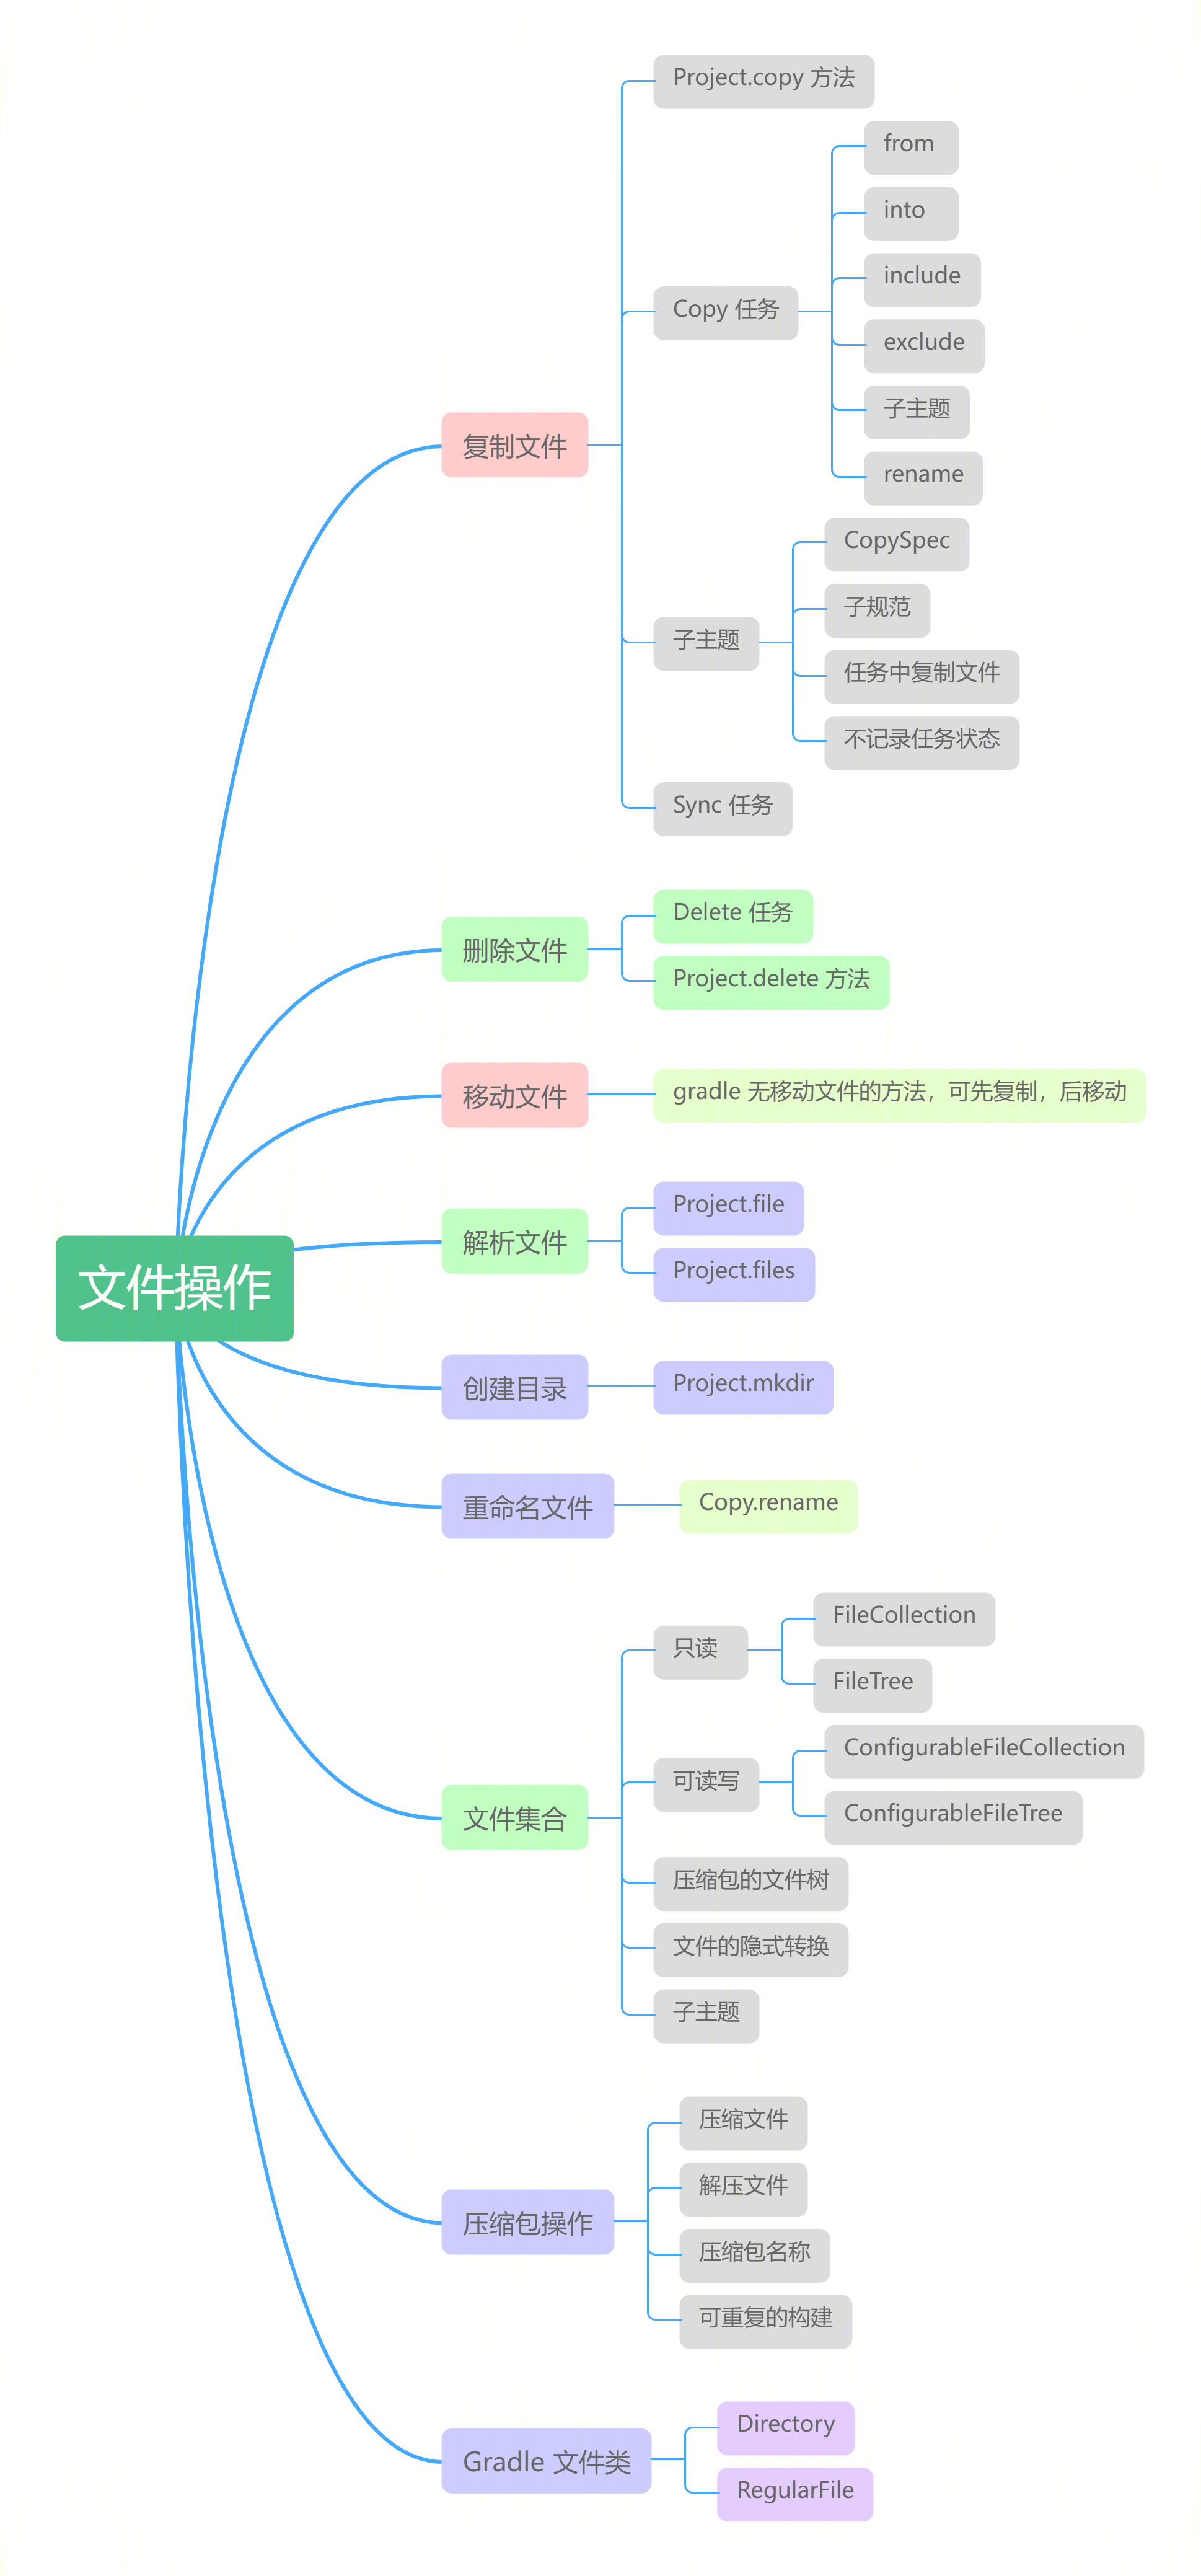 文件操作
复制文件
Project.copy 方法
Copy 任务
from
into
include
exclude
子主题
rename
子主题
CopySpec
子规范
任务中复制文件
不记录任务状态
Sync 任务
删除文件
Delete 任务
Project.delete 方法
移动文件
gradle 无移动文件的方法，可先复制，后移动
解析文件
Project.file
Project.files
创建目录
Project.mkdir
重命名文件
Copy.rename
文件集合
只读
FileCollection
FileTree
可读写
ConfigurableFileCollection
ConfigurableFileTree
压缩包的文件树
文件的隐式转换
子主题
压缩包操作
压缩文件
解压文件
压缩包名称
可重复的构建
Gradle 文件类
Directory
RegularFile